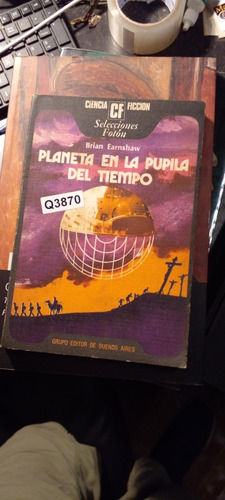 CIENCIA CF FICCION
Selecciones
Fotón
Brian Earnshaw
PLANETA EN LA PUPILA
DEL TIEMPO
Q3870
GRUPO EDITOR DE BUENOS AIRES